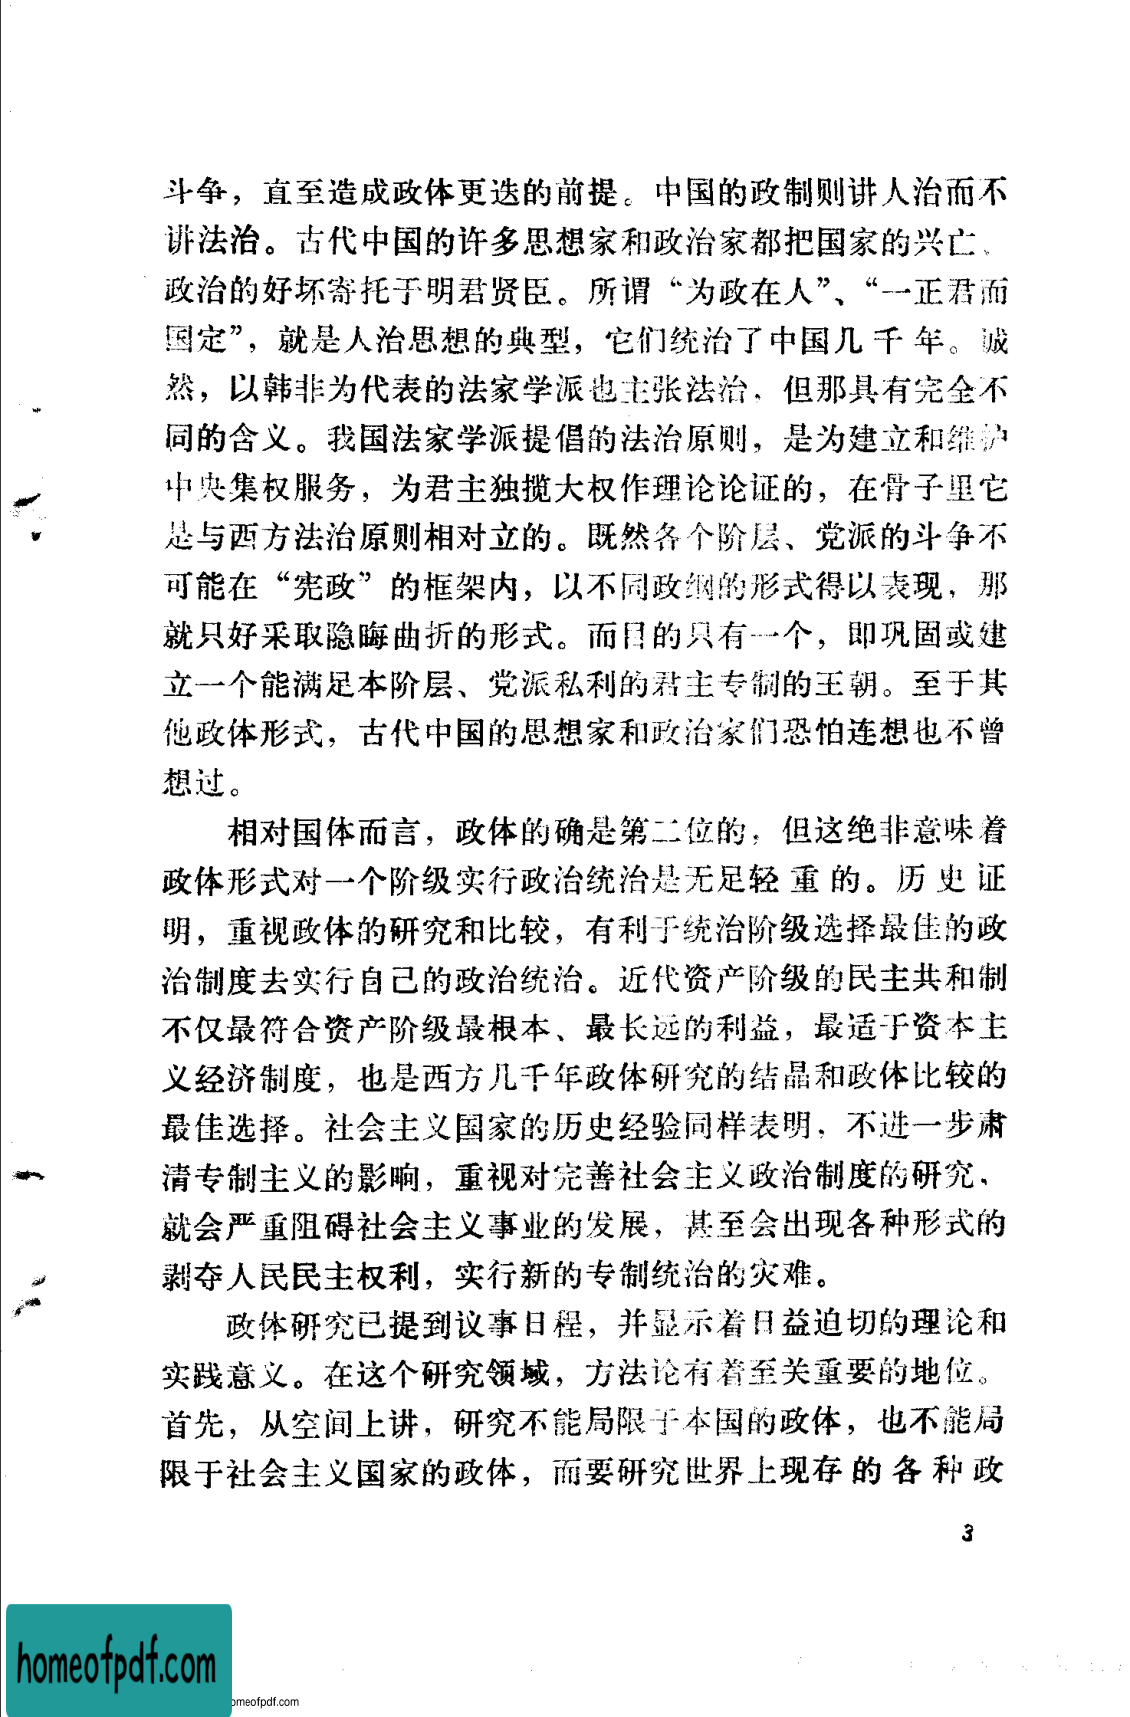 斗争，直至造成政体更迭的前提。中国的政制则讲人治而不
讲法治。古代中国的许多思想家和政治家都把国家的兴亡、
政治的好坏寄托于明君贤臣。所谓“为政在人”、“一正君而
国定”，就是人治思想的典型，它们统治了中国几千年。诚
然，以韩非为代表的法家学派也主张法治，但那具有完全不
同的含义。我国法家学派提倡的法治原则，是为建立和维护
中央集权服务，为君主独揽大权作理论论证的，在骨子里它
是与西方法治原则相对立的。既然各个阶层、党派的斗争不
可能在“宪政”的框架内，以不同政纲的形式得以表现，那
就只好采取隐晦曲折的形式。而目的只有一个，即巩固或建
立一个能满足本阶层、党派私利的君主专制的王朝。至于其
他政体形式，古代中国的思想家和政治家们恐怕连想也不曾
想过。
相对国体而言，政体的确是第二位的，但这绝非意味着
政体形式对一个阶级实行政治统治是无足轻重的。历史证
明，重视政体的研究和比较，有利于统治阶级选择最佳的政
治制度去实行自己的政治统治。近代资产阶级的民主共和制
不仅最符合资产阶级最根本、最长远的利益，最适于资本主
义经济制度，也是西方几千年政体研究的结晶和政体比较的
最佳选择。社会主义国家的历史经验同样表明，不进一步肃
清专制主义的影响，重视对完善社会主义政治制度的研究，
就会严重阻碍社会主义事业的发展，甚至会出现各种形式的
剥夺人民民主权利，实行新的专制统治的灾难。
政体研究已提到议事日程，并显示着日益迫切的理论和
实践意义。在这个研究领域，方法论有着至关重要的地位。
首先，从空间上讲，研究不能局限于本国的政体，也不能局
限于社会主义国家的政体，而要研究世界上现存的各种政
3
homeofpdf.com
omeofpdf.com